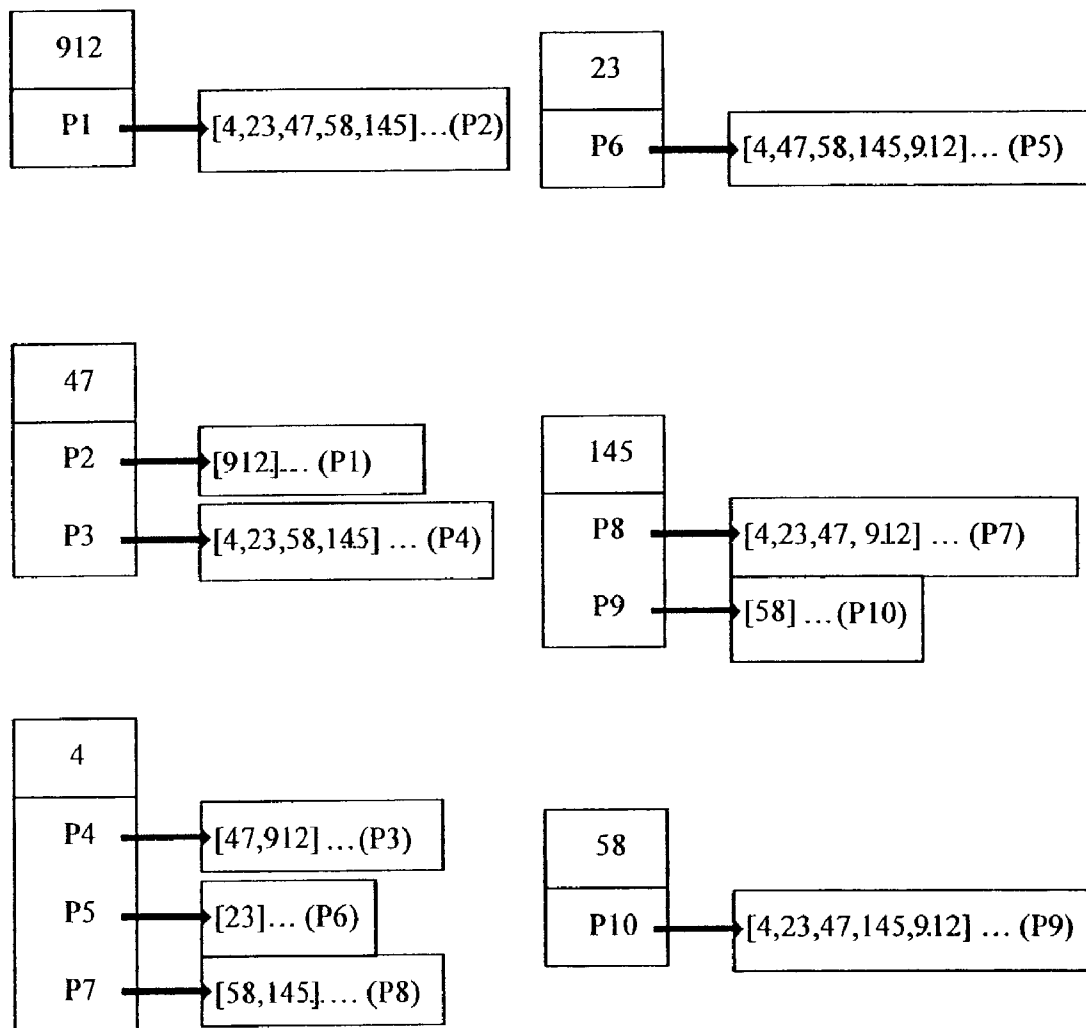 912
P1 [4,23,47,58,145]...(P2)
23
P6 [4,47,58,145,912]... (P5)
47
P2 [912].... (P1)
P3 [4,23,58,145] ... (P4)
145
P8 [4,23,47, 912] ... (P7)
P9 [58] ... (P10)
4
P4 [47,912] ... (P3)
P5 [23]... (P6)
P7 [58,145]..... (P8)
58
P10 [4,23,47,145,912] ... (P9)